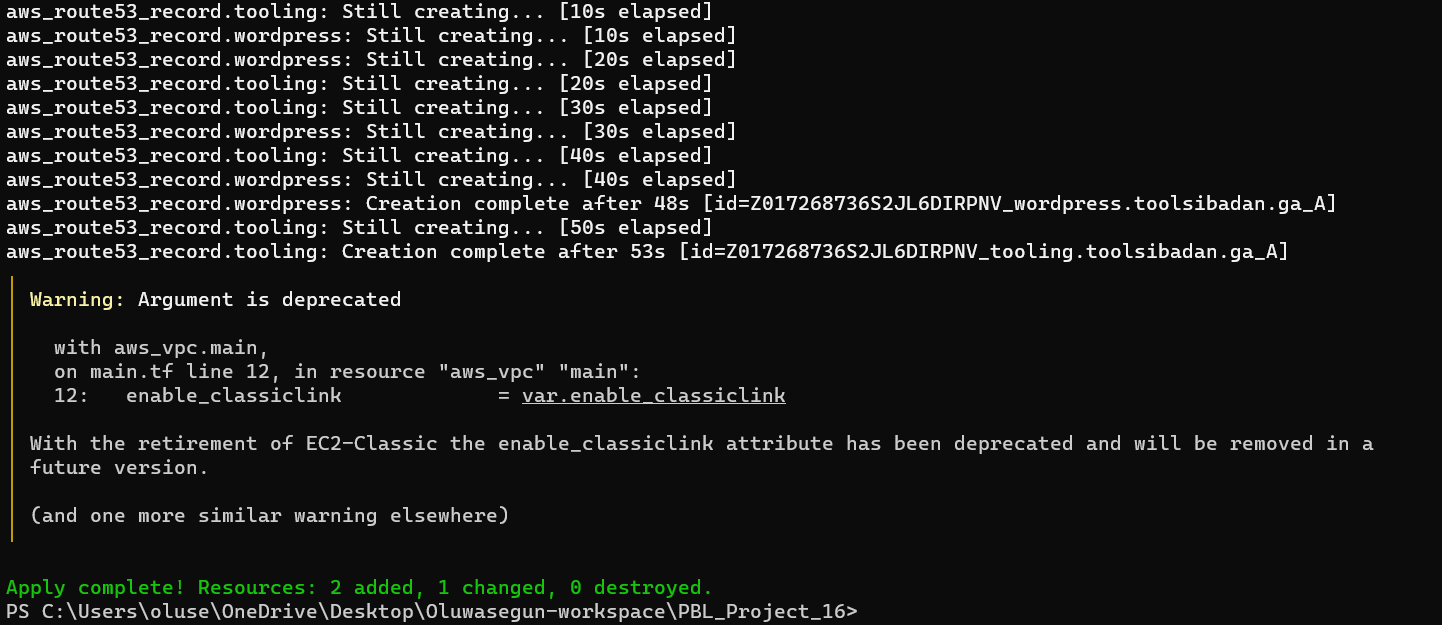 aws_route53_record.tooling: Still creating... [10s elapsed]
aws_route53_record.wordpress: Still creating... [10s elapsed]
aws_route53_record.wordpress: Still creating... [20s elapsed]
aws_route53_record.tooling: Still creating... [20s elapsed]
aws_route53_record.tooling: Still creating... [30s elapsed]
aws_route53_record.wordpress: Still creating... [30s elapsed]
aws_route53_record.tooling: Still creating... [40s elapsed]
aws_route53_record.wordpress: Still creating... [40s elapsed]
aws_route53_record.wordpress: Creation complete after 48s [id=Z017268736S2JL6DIRPNV_wordpress.toolsibadan.ga_A]
aws_route53_record.tooling: Still creating... [50s elapsed]
aws_route53_record.tooling: Creation complete after 53s [id=Z017268736S2JL6DIRPNV_tooling.toolsibadan.ga_A]
Warning: Argument is deprecated
with aws_vpc.main,
on main.tf line 12, in resource "aws_vpc" "main":
12:   enable_classiclink             = var.enable_classiclink
With the retirement of EC2-Classic the enable_classiclink attribute has been deprecated and will be removed in a
future version.
(and one more similar warning elsewhere)
Apply complete! Resources: 2 added, 1 changed, 0 destroyed.
PS C:\Users\oluse\OneDrive\Desktop\Oluwasegun-workspace\PBL_Project_16>